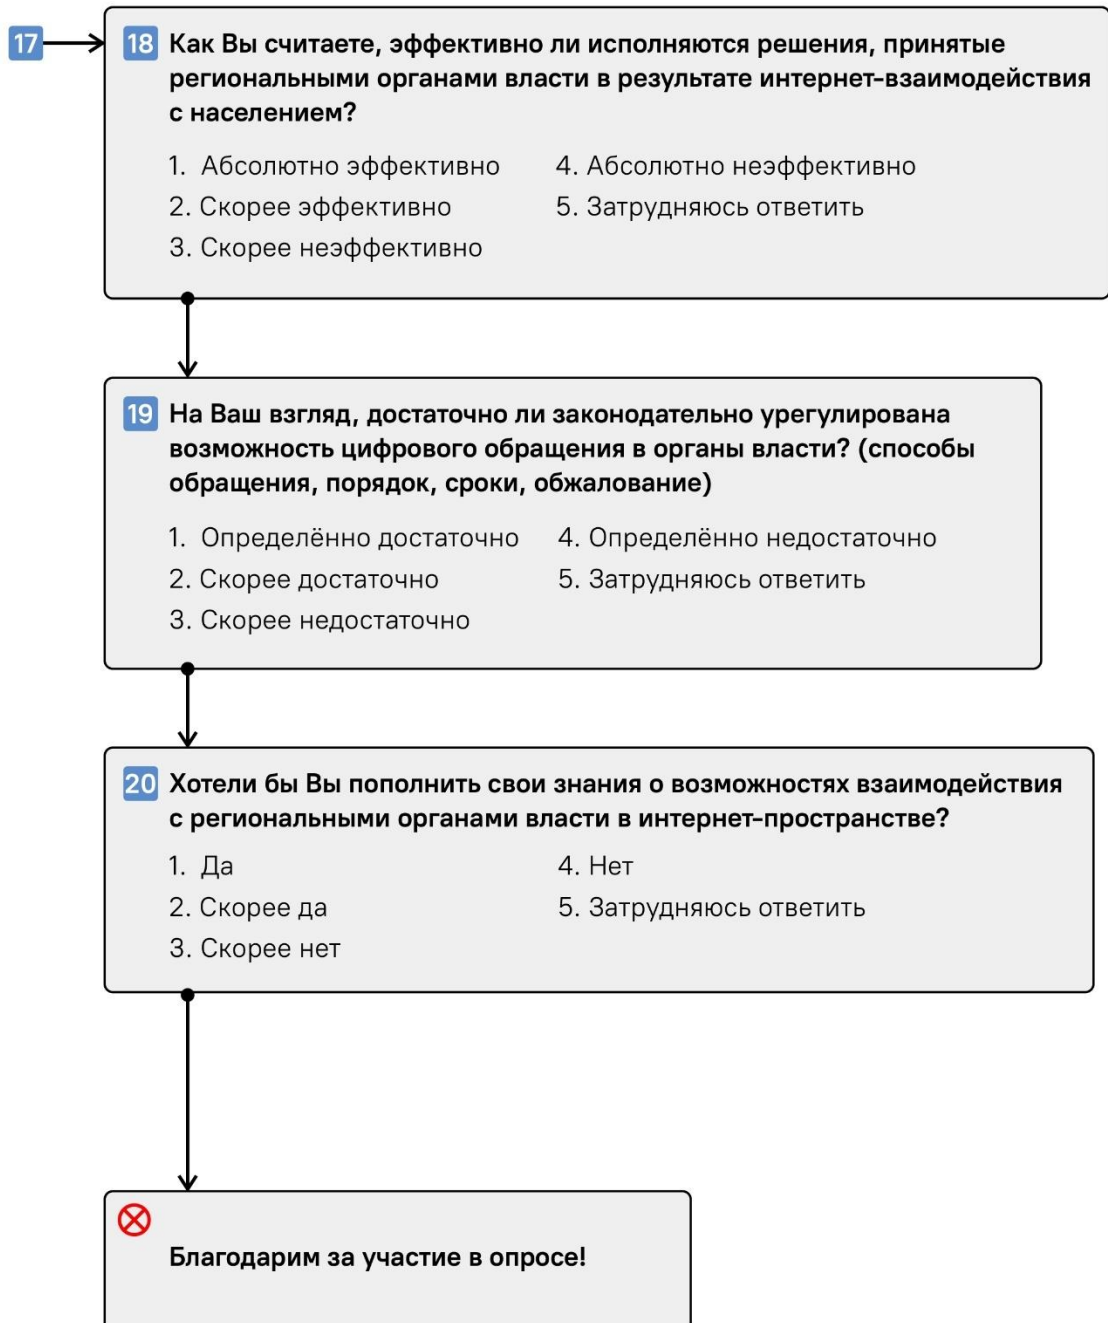 17
18 Как Вы считаете, эффективно ли исполняются решения, принятые
региональными органами власти в результате интернет-взаимодействия
с населением?
1. Абсолютно эффективно
2. Скорее эффективно
3. Скорее неэффективно
4. Абсолютно неэффективно
5. Затрудняюсь ответить
19 На Ваш взгляд, достаточно ли законодательно урегулирована
возможность цифрового обращения в органы власти? (способы
обращения, порядок, сроки, обжалование)
1. Определённо достаточно
2. Скорее достаточно
3. Скорее недостаточно
4. Определённо недостаточно
5. Затрудняюсь ответить
20 Хотели бы Вы пополнить свои знания о возможностях взаимодействия
с региональными органами власти в интернет-пространстве?
1. Да
2. Скорее да
3. Скорее нет
4. Нет
5. Затрудняюсь ответить
Благодарим за участие в опросе!